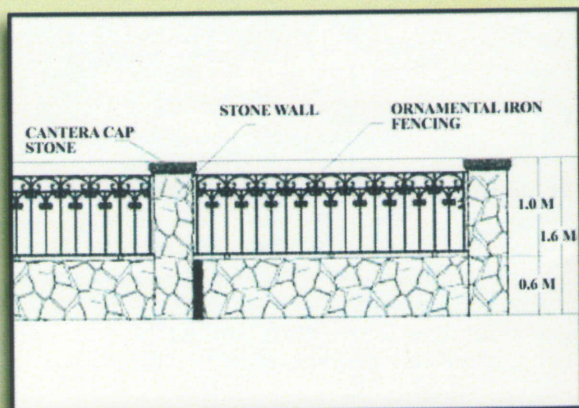 STONE WALL
ORNAMENTAL IRON
FENCING
CANTERA CAP
STONE
1.0 M
1.6 M
0.6 M